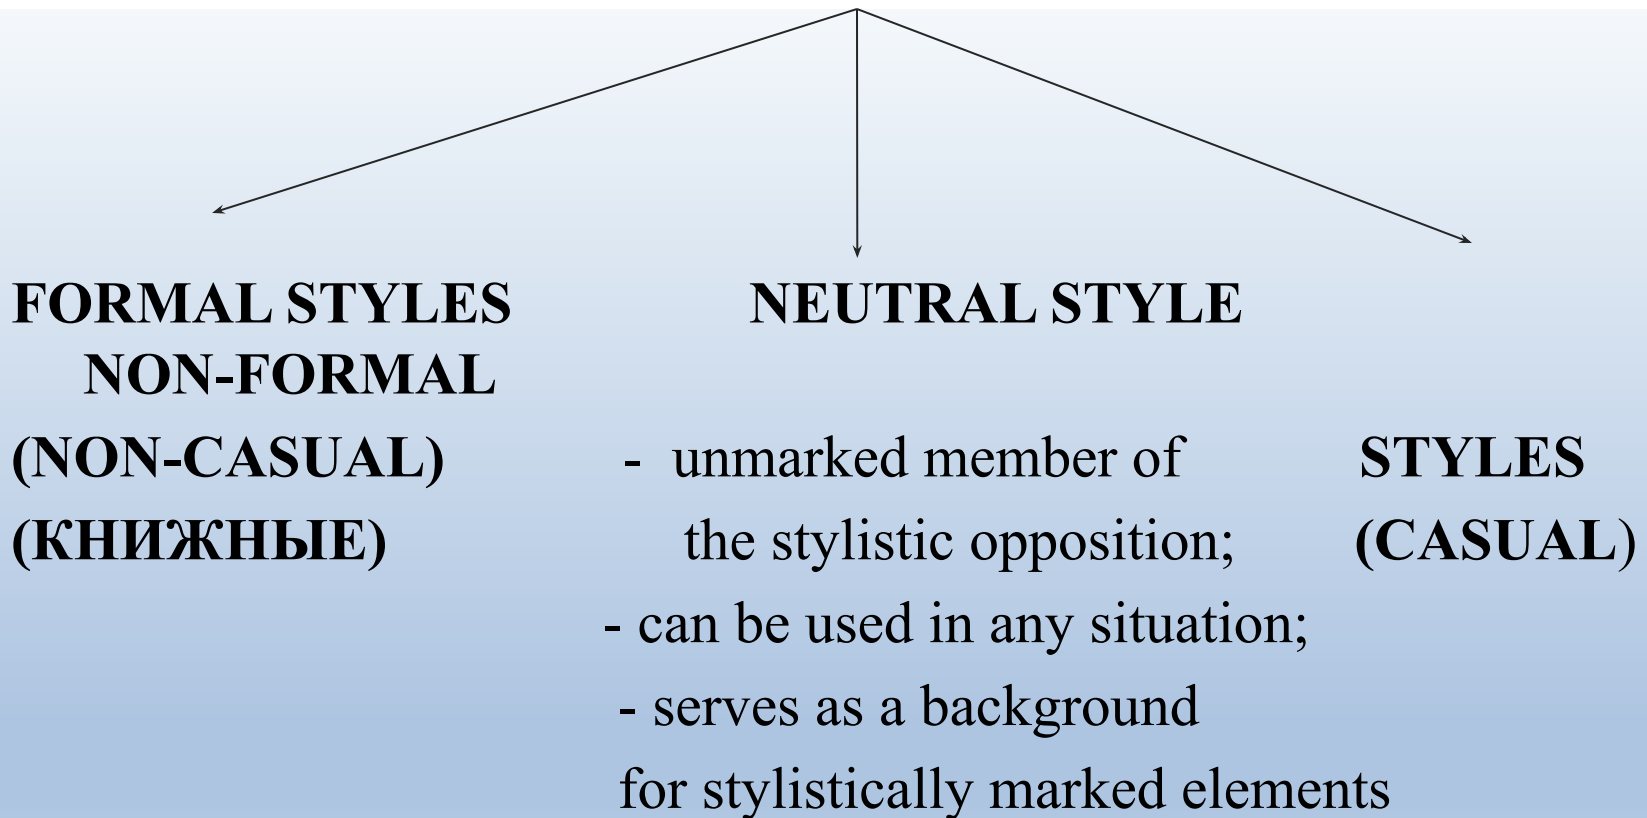 FORMAL STYLES NEUTRAL STYLE
NON-FORMAL
(NON-CASUAL) - unmarked member of STYLES
(КНИЖНЫЕ) the stylistic opposition; (CASUAL)
- can be used in any situation;
- serves as a background
for stylistically marked elements